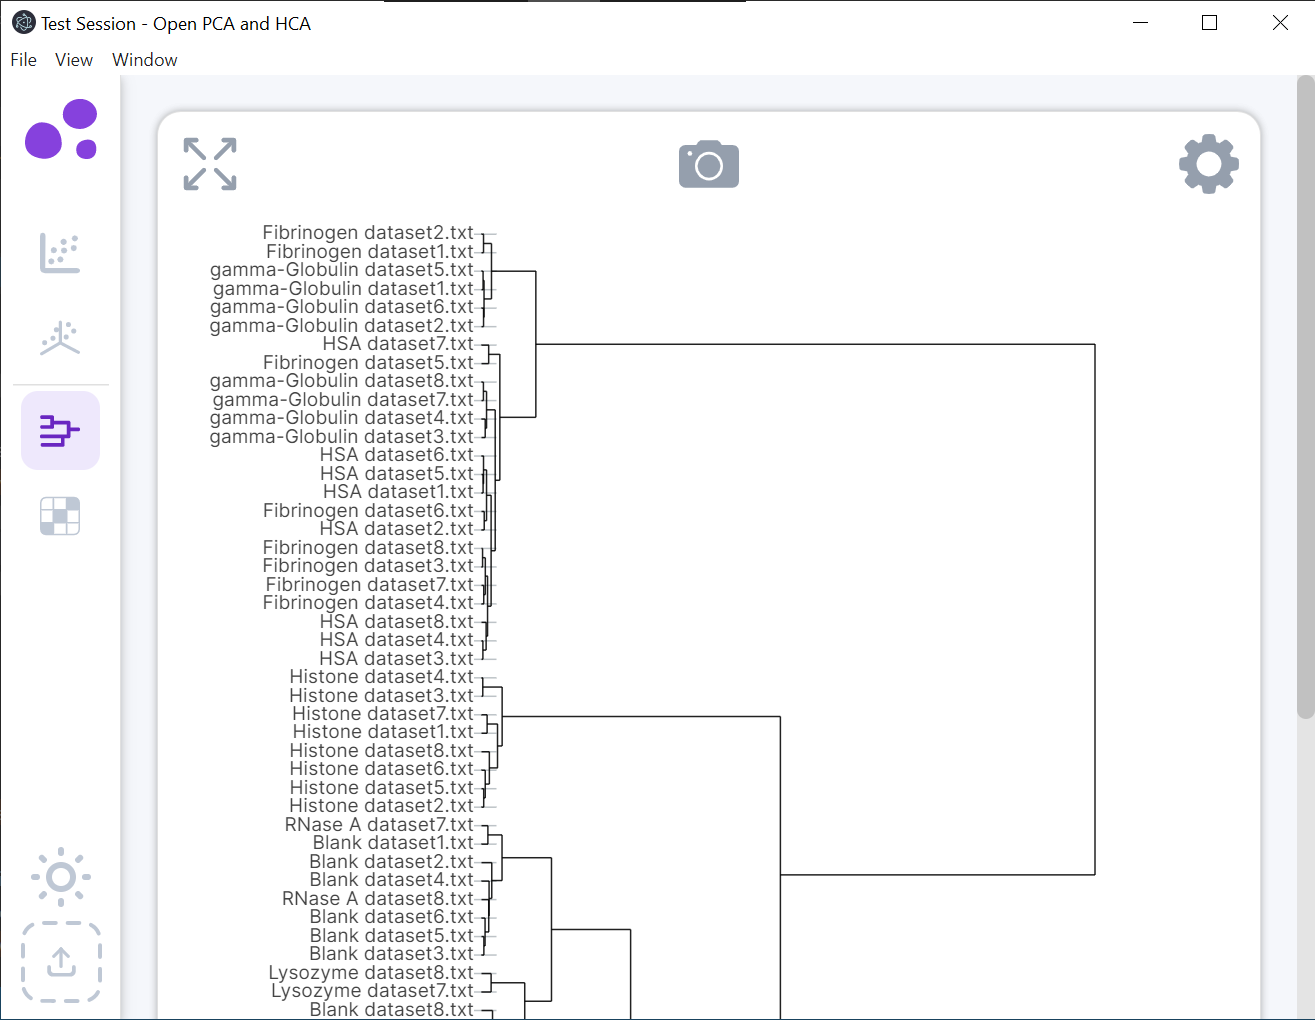 Test Session - Open PCA and HCA
File View Window
Fibrinogen dataset2.txt
Fibrinogen dataset1.txt
gamma-Globulin dataset5.txt
gamma-Globulin dataset1.txt
gamma-Globulin dataset6.txt
gamma-Globulin dataset2.txt
HSA dataset7.txt
Fibrinogen dataset5.txt
gamma-Globulin dataset8.txt
gamma-Globulin dataset7.txt
gamma-Globulin dataset4.txt
gamma-Globulin dataset3.txt
HSA dataset6.txt
HSA dataset5.txt
HSA dataset1.txt
Fibrinogen dataset6.txt
HSA dataset2.txt
Fibrinogen dataset8.txt
Fibrinogen dataset3.txt
Fibrinogen dataset7.txt
Fibrinogen dataset4.txt
HSA dataset8.txt
HSA dataset4.txt
HSA dataset3.txt
Histone dataset4.txt
Histone dataset3.txt
Histone dataset7.txt
Histone dataset1.txt
Histone dataset8.txt
Histone dataset6.txt
Histone dataset5.txt
Histone dataset2.txt
RNase A dataset7.txt
Blank dataset1.txt
Blank dataset2.txt
Blank dataset4.txt
RNase A dataset8.txt
Blank dataset6.txt
Blank dataset5.txt
Blank dataset3.txt
Lysozyme dataset8.txt
Lysozyme dataset7.txt
Blank dataset8.txt